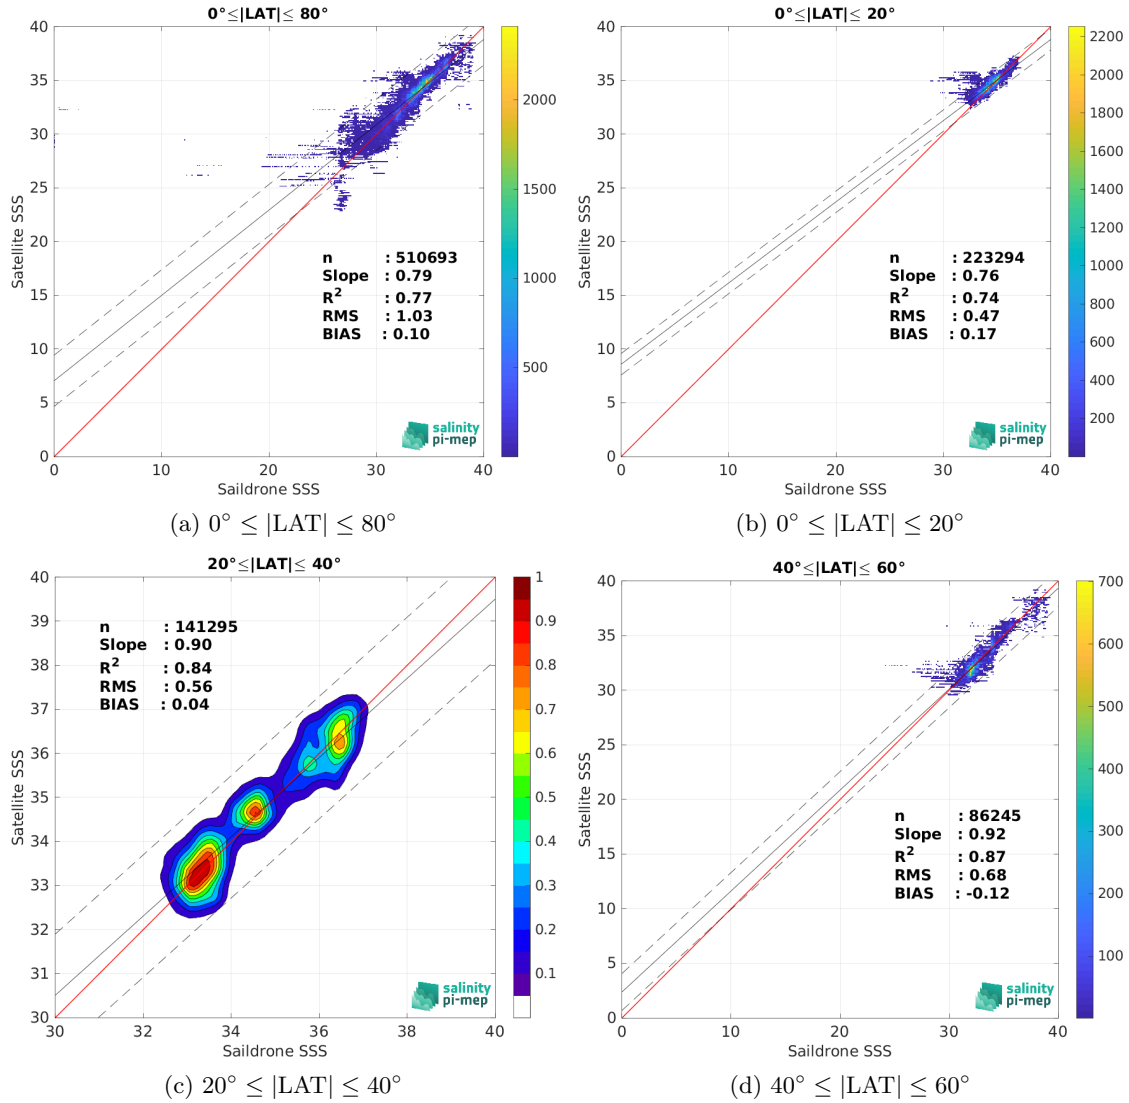 0°≤|LAT|≤ 80°
Satellite SSS
40
35
30
25
20
15
10
5
0
n : 510693
Slope : 0.79
R² : 0.77
RMS : 1.03
BIAS : 0.10
salinity
pi-mep
0 10 20 30 40
Saildrone SSS
2000
1500
1000
500
(a) 0° ≤ |LAT| ≤ 80°
0°≤|LAT|≤ 20°
Satellite SSS
40
35
30
25
20
15
10
5
0
n : 223294
Slope : 0.76
R² : 0.74
RMS : 0.47
BIAS : 0.17
salinity
pi-mep
0 10 20 30 40
Saildrone SSS
2200
2000
1800
1600
1400
1200
1000
800
600
400
200
(b) 0° ≤ |LAT| ≤ 20°
20°≤|LAT|≤ 40°
Satellite SSS
40
39
38
37
36
35
34
33
32
31
30
n : 141295
Slope : 0.90
R² : 0.84
RMS : 0.56
BIAS : 0.04
salinity
pi-mep
30 32 34 36 38 40
Saildrone SSS
1
0.9
0.8
0.7
0.6
0.5
0.4
0.3
0.2
0.1
(c) 20° ≤ |LAT| ≤ 40°
40°≤|LAT|≤ 60°
Satellite SSS
40
35
30
25
20
15
10
5
0
n : 86245
Slope : 0.92
R² : 0.87
RMS : 0.68
BIAS : -0.12
salinity
pi-mep
0 10 20 30 40
Saildrone SSS
700
600
500
400
300
200
100
(d) 40° ≤ |LAT| ≤ 60°